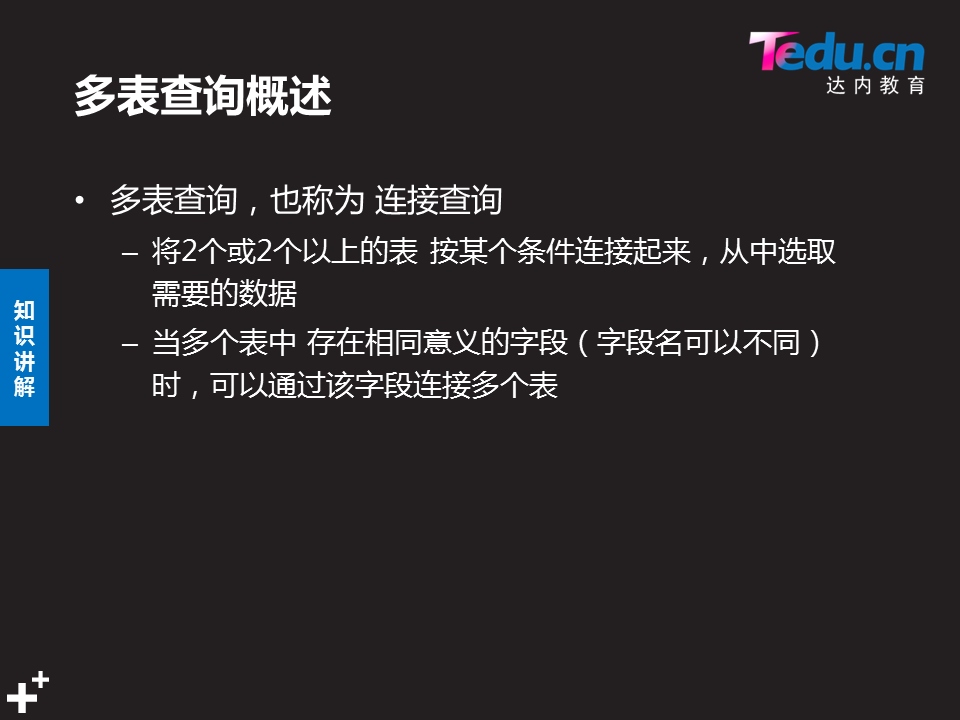 Tedu.cn
达内教育
多表查询概述
• 多表查询，也称为 连接查询
– 将2个或2个以上的表 按某个条件连接起来，从中选取
需要的数据
– 当多个表中 存在相同意义的字段（字段名可以不同）
时，可以通过该字段连接多个表
知
识
讲
解